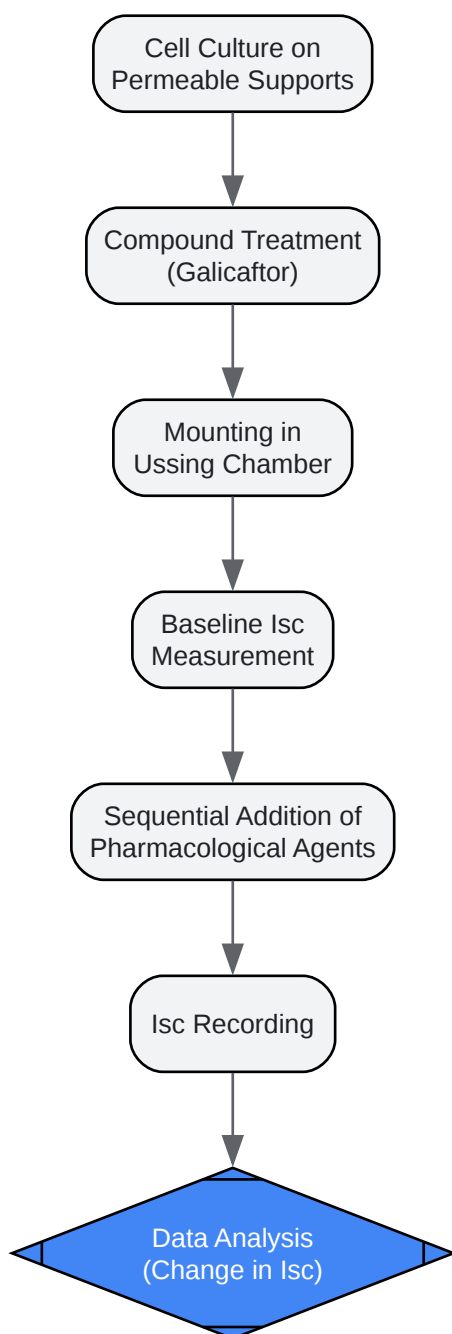 Cell Culture on
Permeable Supports
Compound Treatment
(Galicaftor)
Mounting in
Ussing Chamber
Baseline Isc
Measurement
Sequential Addition of
Pharmacological Agents
Isc Recording
Data Analysis
(Change in Isc)